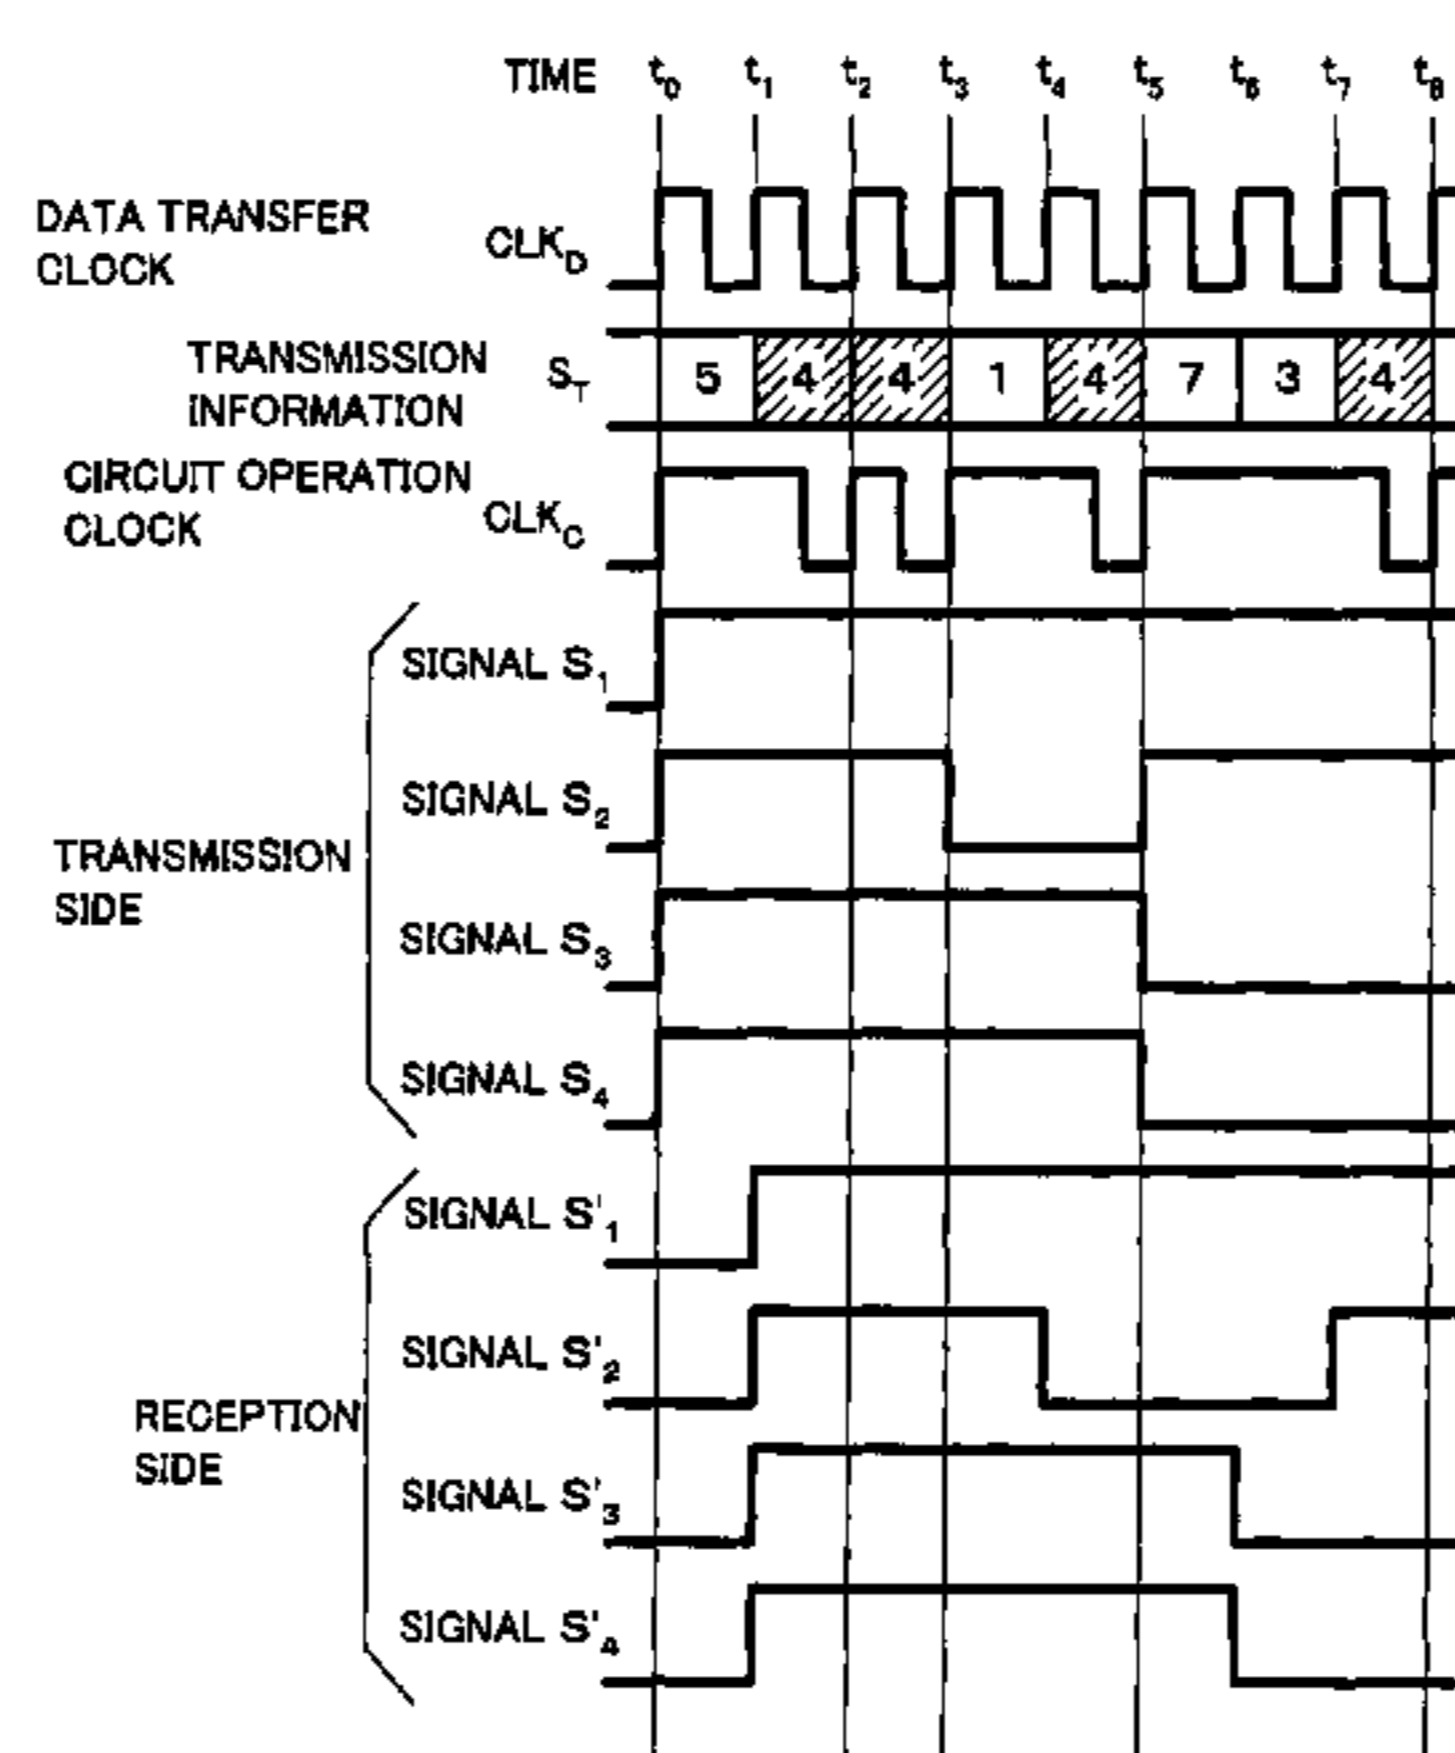 TIME t0 t1 t2 t3 t4 t5 t6 t7 t8
DATA TRANSFER
CLOCK
CLKD
TRANSMISSION
INFORMATION
ST 5 4 4 1 4 7 3 4
CIRCUIT OPERATION
CLOCK
CLKC
SIGNAL S1
SIGNAL S2
TRANSMISSION
SIDE
SIGNAL S3
SIGNAL S4
SIGNAL S'1
SIGNAL S'2
RECEPTION
SIDE
SIGNAL S'3
SIGNAL S'4